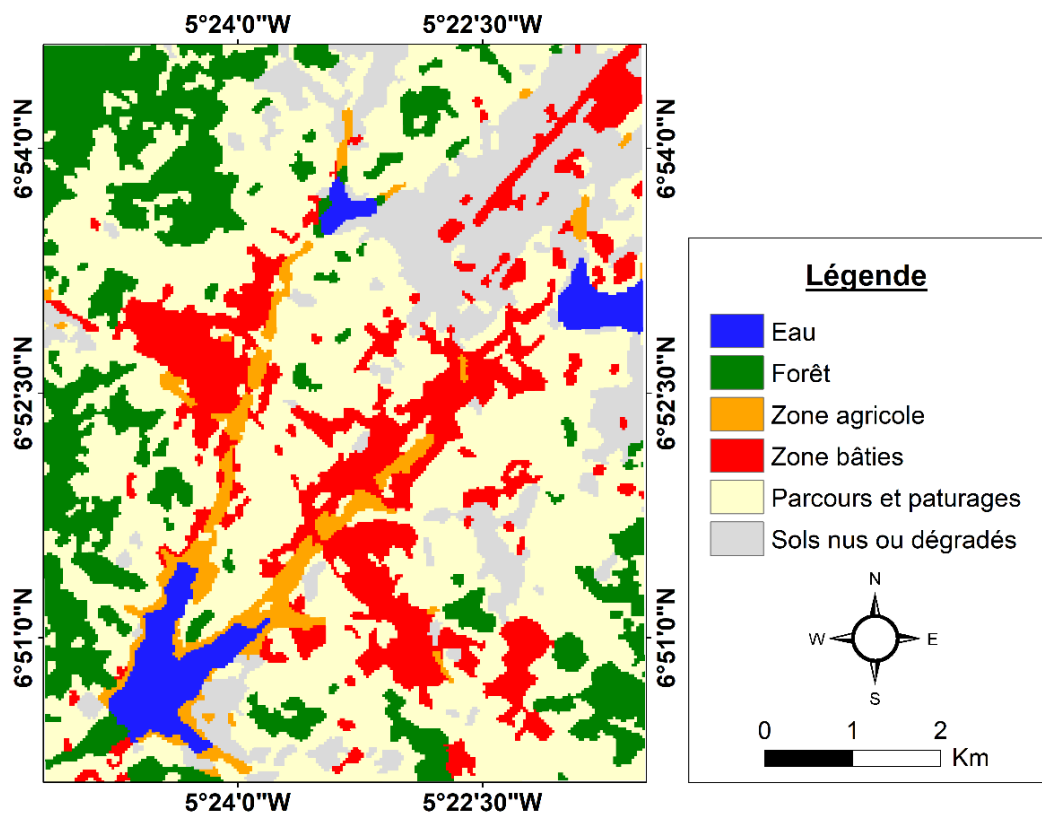 5°24'0"W
5°22'30"W
6°54'0"N
6°54'0"N
6°52'30"N
6°52'30"N
6°51'0"N
6°51'0"N
5°24'0"W
5°22'30"W
Légende
Eau
Forêt
Zone agricole
Zone bâties
Parcours et paturages
Sols nus ou dégradés
N
W
E
S
0 1 2
Km